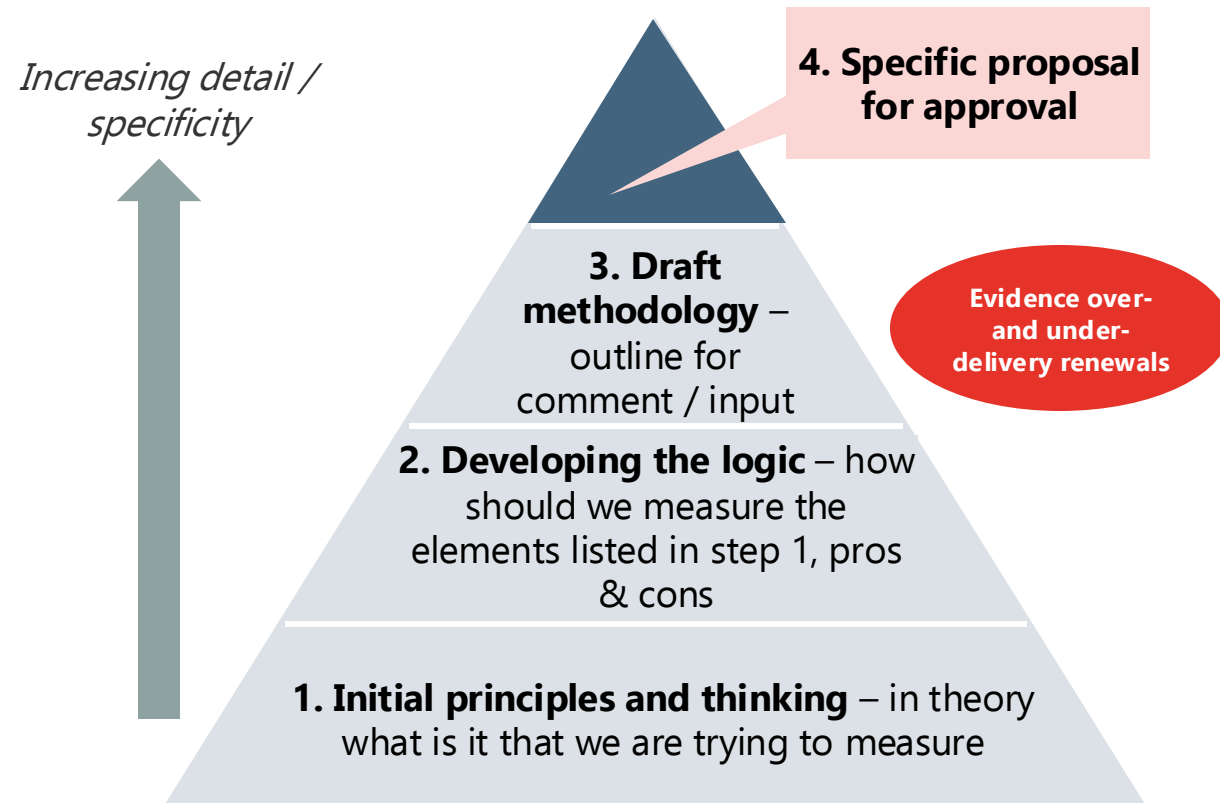 Increasing detail /
specificity
4. Specific proposal
for approval
3. Draft
methodology –
outline for
comment / input
Evidence over-
and under-
delivery renewals
2. Developing the logic – how
should we measure the
elements listed in step 1, pros
& cons
1. Initial principles and thinking – in theory
what is it that we are trying to measure